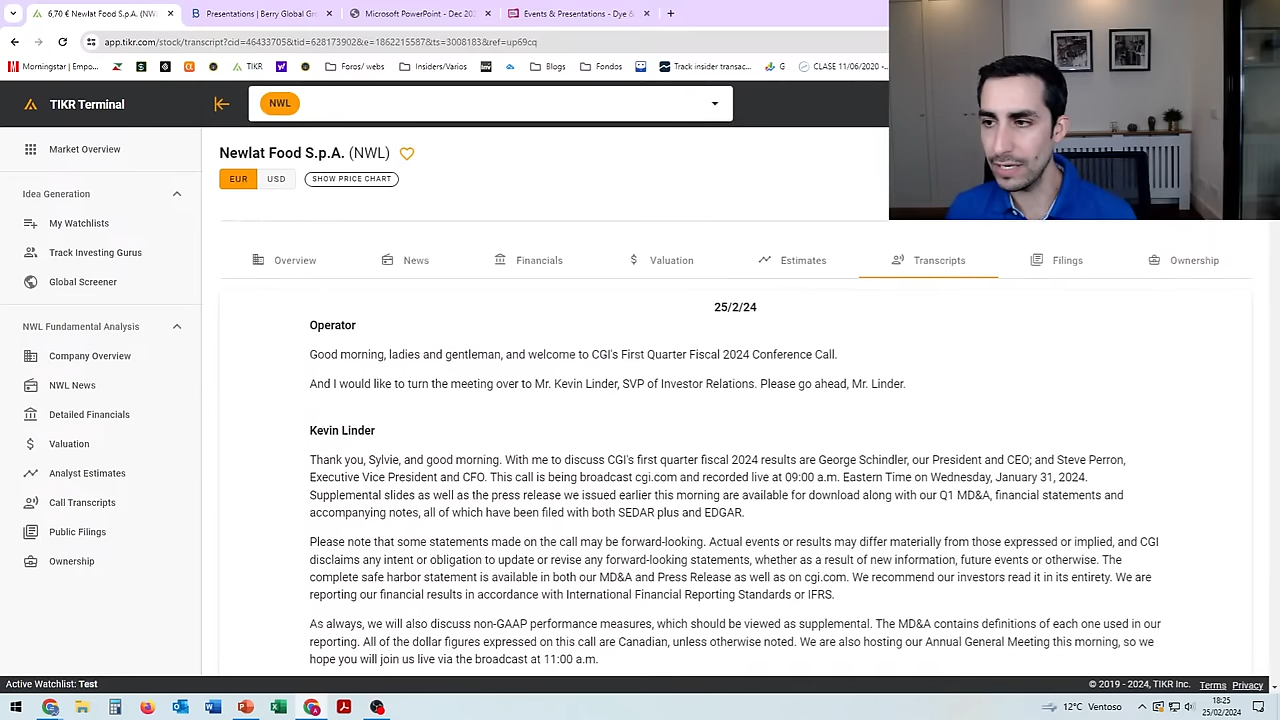 6,70 € Newlat Food S.p.A. (NW
Presentations | Berry Global Gr
Microsoft PowerPoint - Dec 202
Events & Presentations - Dye &
app.tikr.com/stock/transcript?cid=46433705&tid=628173902&e=1862215587&ts=3008183&ref=up69cq
Morningstar | Empo...
TIKR
Foros/ webs
Insiders/Varios
Blogs
Fondos
Track insider transac...
G
CLASE 11/06/2020 -...
TIKR Terminal
NWL
Market Overview
Idea Generation
My Watchlists
Track Investing Gurus
Global Screener
NWL Fundamental Analysis
Company Overview
NWL News
Detailed Financials
Valuation
Analyst Estimates
Call Transcripts
Public Filings
Ownership
Newlat Food S.p.A. (NWL)
EUR USD SHOW PRICE CHART
Overview News Financials Valuation Estimates Transcripts Filings Ownership
25/2/24
Operator
Good morning, ladies and gentleman, and welcome to CGI's First Quarter Fiscal 2024 Conference Call.
And I would like to turn the meeting over to Mr. Kevin Linder, SVP of Investor Relations. Please go ahead, Mr. Linder.
Kevin Linder
Thank you, Sylvie, and good morning. With me to discuss CGI's first quarter fiscal 2024 results are George Schindler, our President and CEO; and Steve Perron,
Executive Vice President and CFO. This call is being broadcast cgi.com and recorded live at 09:00 a.m. Eastern Time on Wednesday, January 31, 2024.
Supplemental slides as well as the press release we issued earlier this morning are available for download along with our Q1 MD&A, financial statements and
accompanying notes, all of which have been filed with both SEDAR plus and EDGAR.
Please note that some statements made on the call may be forward-looking. Actual events or results may differ materially from those expressed or implied, and CGI
disclaims any intent or obligation to update or revise any forward-looking statements, whether as a result of new information, future events or otherwise. The
complete safe harbor statement is available in both our MD&A and Press Release as well as on cgi.com. We recommend our investors read it in its entirety. We are
reporting our financial results in accordance with International Financial Reporting Standards or IFRS.
As always, we will also discuss non-GAAP performance measures, which should be viewed as supplemental. The MD&A contains definitions of each one used in our
reporting. All of the dollar figures expressed on this call are Canadian, unless otherwise noted. We are also hosting our Annual General Meeting this morning, so we
hope you will join us live via the broadcast at 11:00 a.m.
Active Watchlist: Test
© 2019 - 2024, TIKR Inc. Terms Privacy
12°C Ventoso
18:25
25/02/2024